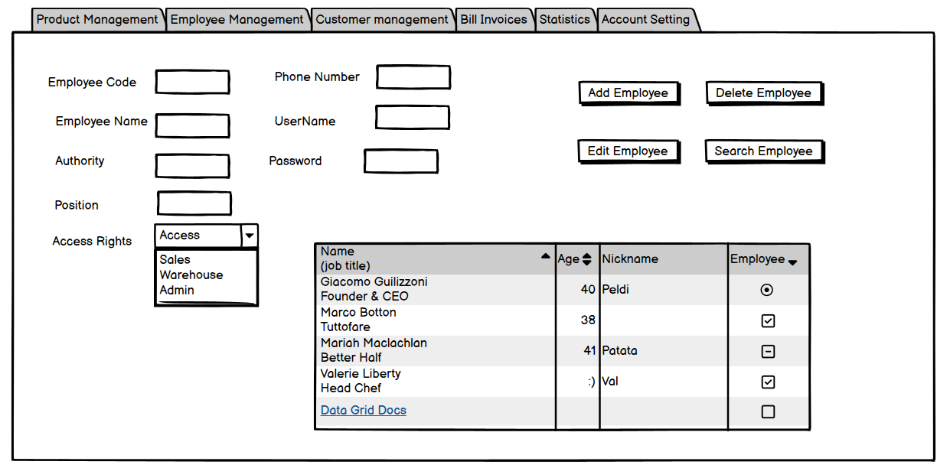 Product Management Employee Management Customer management Bill Invoices Statistics Account Setting
Employee Code
Phone Number
Add Employee
Delete Employee
Employee Name
UserName
Authority
Password
Edit Employee
Search Employee
Position
Access Rights
Access
Sales
Warehouse
Admin
Name
(job title)
Age
Nickname
Employee
Giacomo Guilizzoni
Founder & CEO
40
Peldi
Marco Botton
Tuttofare
38
Mariah Maclachlan
Better Half
41
Patata
Valerie Liberty
Head Chef
:)
Val
Data Grid Docs